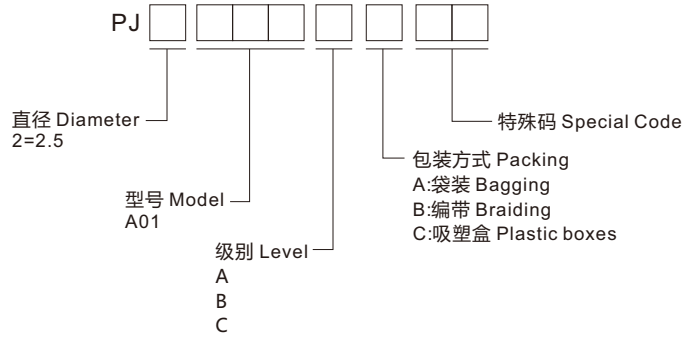 PJ
直径 Diameter
2=2.5
型号 Model
A01
级别 Level
A
B
C
包装方式 Packing
A:袋装 Bagging
B:编带 Braiding
C:吸塑盒 Plastic boxes
特殊码 Special Code